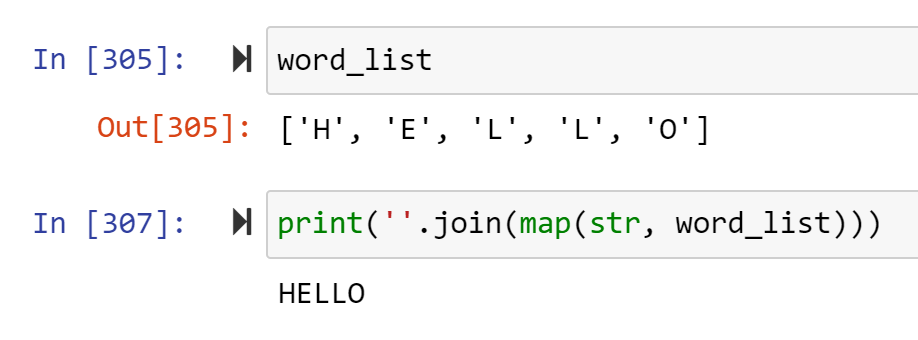 In [305]: word_list
Out[305]: ['H', 'E', 'L', 'L', 'O']
In [307]: print(''.join(map(str, word_list)))
HELLO